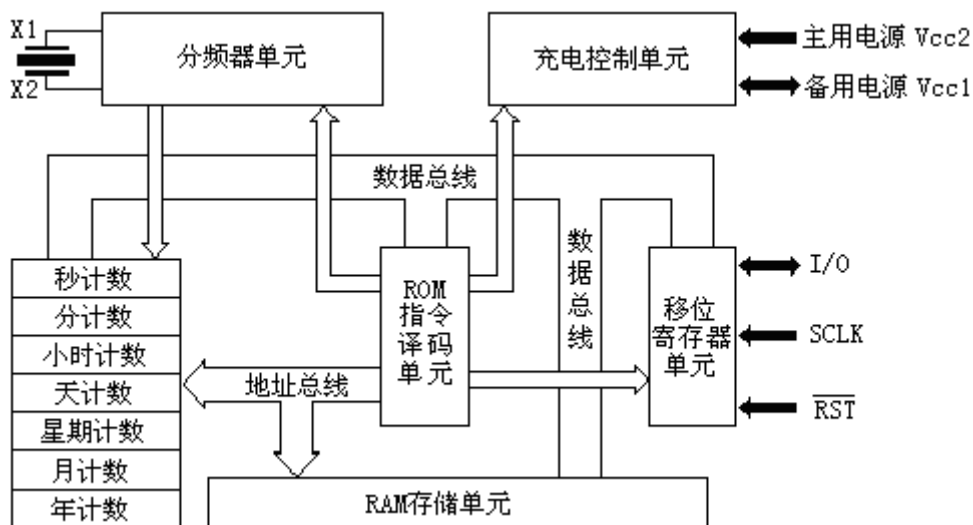 X1
X2
分频器单元
充电控制单元
主用电源 Vcc2
备用电源 Vcc1
数据总线
数据总线
ROM
指令
译码
单元
移位
寄存器
单元
I/O
SCLK
RST
秒计数
分计数
小时计数
天计数
星期计数
月计数
年计数
地址总线
RAM存储单元